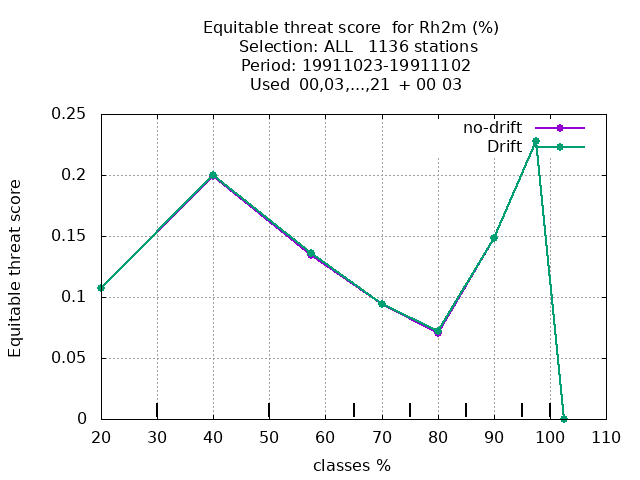 Equitable threat score  for Rh2m (%)
Selection: ALL   1136 stations
Period: 19911023-19911102
Used  00,03,...,21  + 00 03
no-drift
Drift
Equitable threat score
0.25
0.2
0.15
0.1
0.05
0
20 30 40 50 60 70 80 90 100 110
classes %